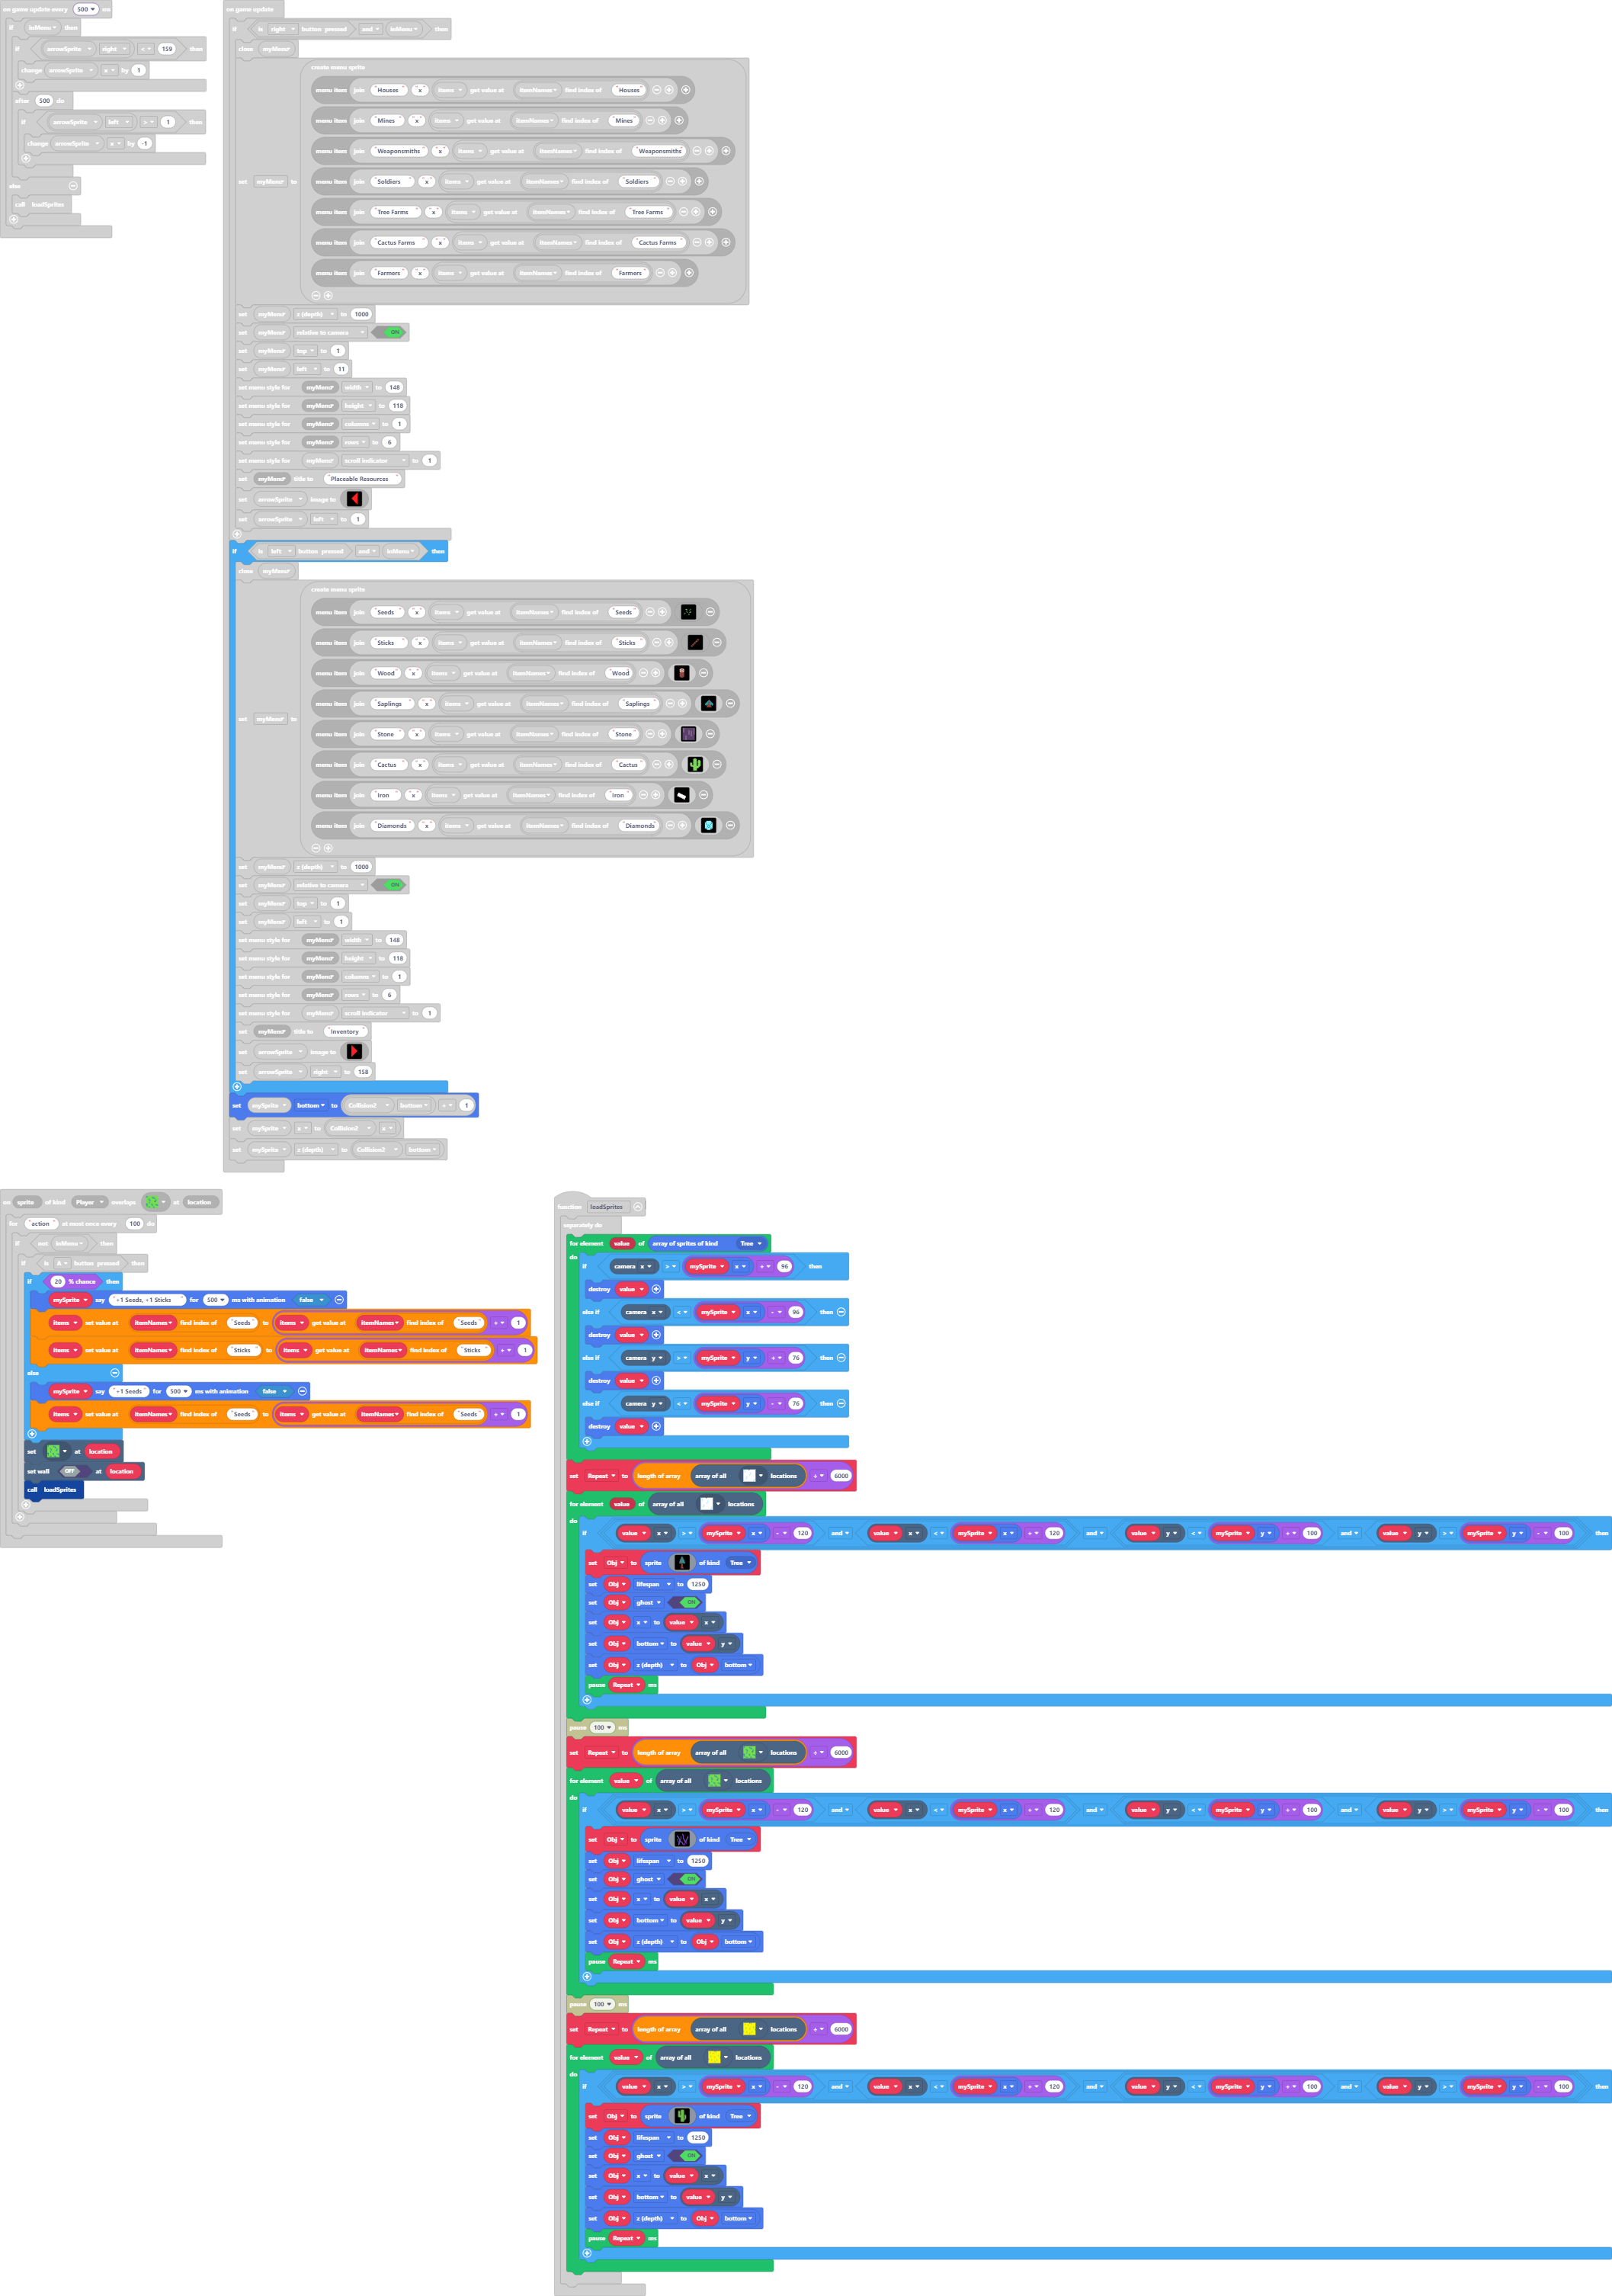 on game update every 500 ms
if inMenu then
if arrowSprite right < 159 then
change arrowSprite x by 1
after 500 do
if arrowSprite left > 1 then
change arrowSprite x by -1
else
call loadSprites
on game update
if is right button pressed and inMenu then
close myMenu
set myMenu to
create menu sprite
menu item join "Houses" "x" items get value at itemNames find index of "Houses"
menu item join "Mines" "x" items get value at itemNames find index of "Mines"
menu item join "Weaponsmiths" "x" items get value at itemNames find index of "Weaponsmiths"
menu item join "Soldiers" "x" items get value at itemNames find index of "Soldiers"
menu item join "Tree Farms" "x" items get value at itemNames find index of "Tree Farms"
menu item join "Cactus Farms" "x" items get value at itemNames find index of "Cactus Farms"
menu item join "Farmers" "x" items get value at itemNames find index of "Farmers"
set myMenu z (depth) to 1000
set myMenu relative to camera ON
set myMenu top to 1
set myMenu left to 11
set menu style for myMenu width to 148
set menu style for myMenu height to 118
set menu style for myMenu columns to 1
set menu style for myMenu rows to 6
set menu style for myMenu scroll indicator to 1
set myMenu title to "Placeable Resources"
set arrowSprite image to
set arrowSprite left to 1
if is left button pressed and inMenu then
close myMenu
set myMenu to
create menu sprite
menu item join "Seeds" "x" items get value at itemNames find index of "Seeds"
menu item join "Sticks" "x" items get value at itemNames find index of "Sticks"
menu item join "Wood" "x" items get value at itemNames find index of "Wood"
menu item join "Saplings" "x" items get value at itemNames find index of "Saplings"
menu item join "Stone" "x" items get value at itemNames find index of "Stone"
menu item join "Cactus" "x" items get value at itemNames find index of "Cactus"
menu item join "Iron" "x" items get value at itemNames find index of "Iron"
menu item join "Diamonds" "x" items get value at itemNames find index of "Diamonds"
set myMenu z (depth) to 1000
set myMenu relative to camera ON
set myMenu top to 1
set myMenu left to 1
set menu style for myMenu width to 148
set menu style for myMenu height to 118
set menu style for myMenu columns to 1
set menu style for myMenu rows to 6
set menu style for myMenu scroll indicator to 1
set myMenu title to "Inventory"
set arrowSprite image to
set arrowSprite right to 158
set mySprite bottom to Collision2 bottom 1
set mySprite x to Collision2 x
set mySprite z (depth) to Collision2 bottom
on sprite of kind Player overlaps at location
for "action" at most once every 100 do
if not inMenu then
if is A button pressed then
if 20 % chance then
mySprite say "+1 Seeds, +1 Sticks" for 500 ms with animation false
items set value at itemNames find index of "Seeds" to items get value at itemNames find index of "Seeds" + 1
items set value at itemNames find index of "Sticks" to items get value at itemNames find index of "Sticks" + 1
else
mySprite say "+1 Seeds" for 500 ms with animation false
items set value at itemNames find index of "Seeds" to items get value at itemNames find index of "Seeds" + 1
set at location
set wall OFF at location
call loadSprites
function loadSprites
separately do
for element value of array of sprites of kind Tree
do
if camera x > mySprite x + 96 then
destroy value
else if camera x < mySprite x - 96 then
destroy value
else if camera y > mySprite y + 76 then
destroy value
else if camera y < mySprite y - 76 then
destroy value
set Repeat to length of array array of all locations ÷ 6000
for element value of array of all locations
do
if value x > mySprite x - 120 and value x < mySprite x + 120 and value y < mySprite y + 100 and value y > mySprite y - 100 then
set Obj to sprite of kind Tree
set Obj lifespan to 1250
set Obj ghost ON
set Obj x to value x
set Obj bottom to value y
set Obj z (depth) to Obj bottom
pause Repeat ms
pause 100 ms
set Repeat to length of array array of all locations ÷ 6000
for element value of array of all locations
do
if value x > mySprite x - 120 and value x < mySprite x + 120 and value y < mySprite y + 100 and value y > mySprite y - 100 then
set Obj to sprite of kind Tree
set Obj lifespan to 1250
set Obj ghost ON
set Obj x to value x
set Obj bottom to value y
set Obj z (depth) to Obj bottom
pause Repeat ms
pause 100 ms
set Repeat to length of array array of all locations ÷ 6000
for element value of array of all locations
do
if value x > mySprite x - 120 and value x < mySprite x + 120 and value y < mySprite y + 100 and value y > mySprite y - 100 then
set Obj to sprite of kind Tree
set Obj lifespan to 1250
set Obj ghost ON
set Obj x to value x
set Obj bottom to value y
set Obj z (depth) to Obj bottom
pause Repeat ms